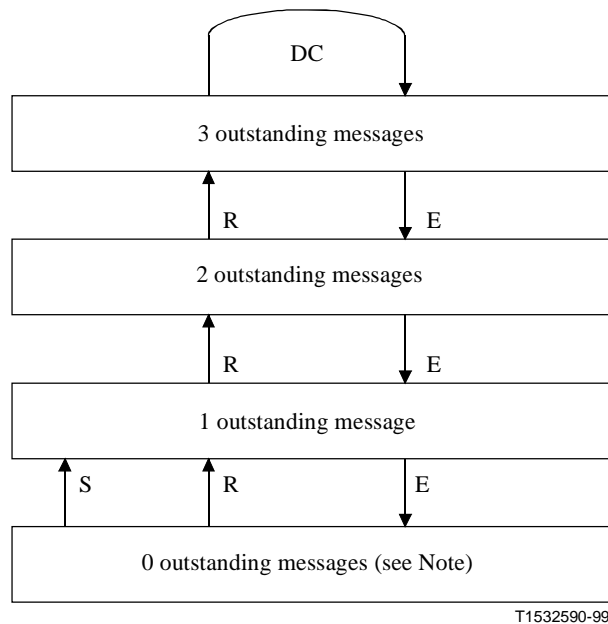 DC
3 outstanding messages
R E
2 outstanding messages
R E
1 outstanding message
S R E
0 outstanding messages (see Note)
T1532590-99